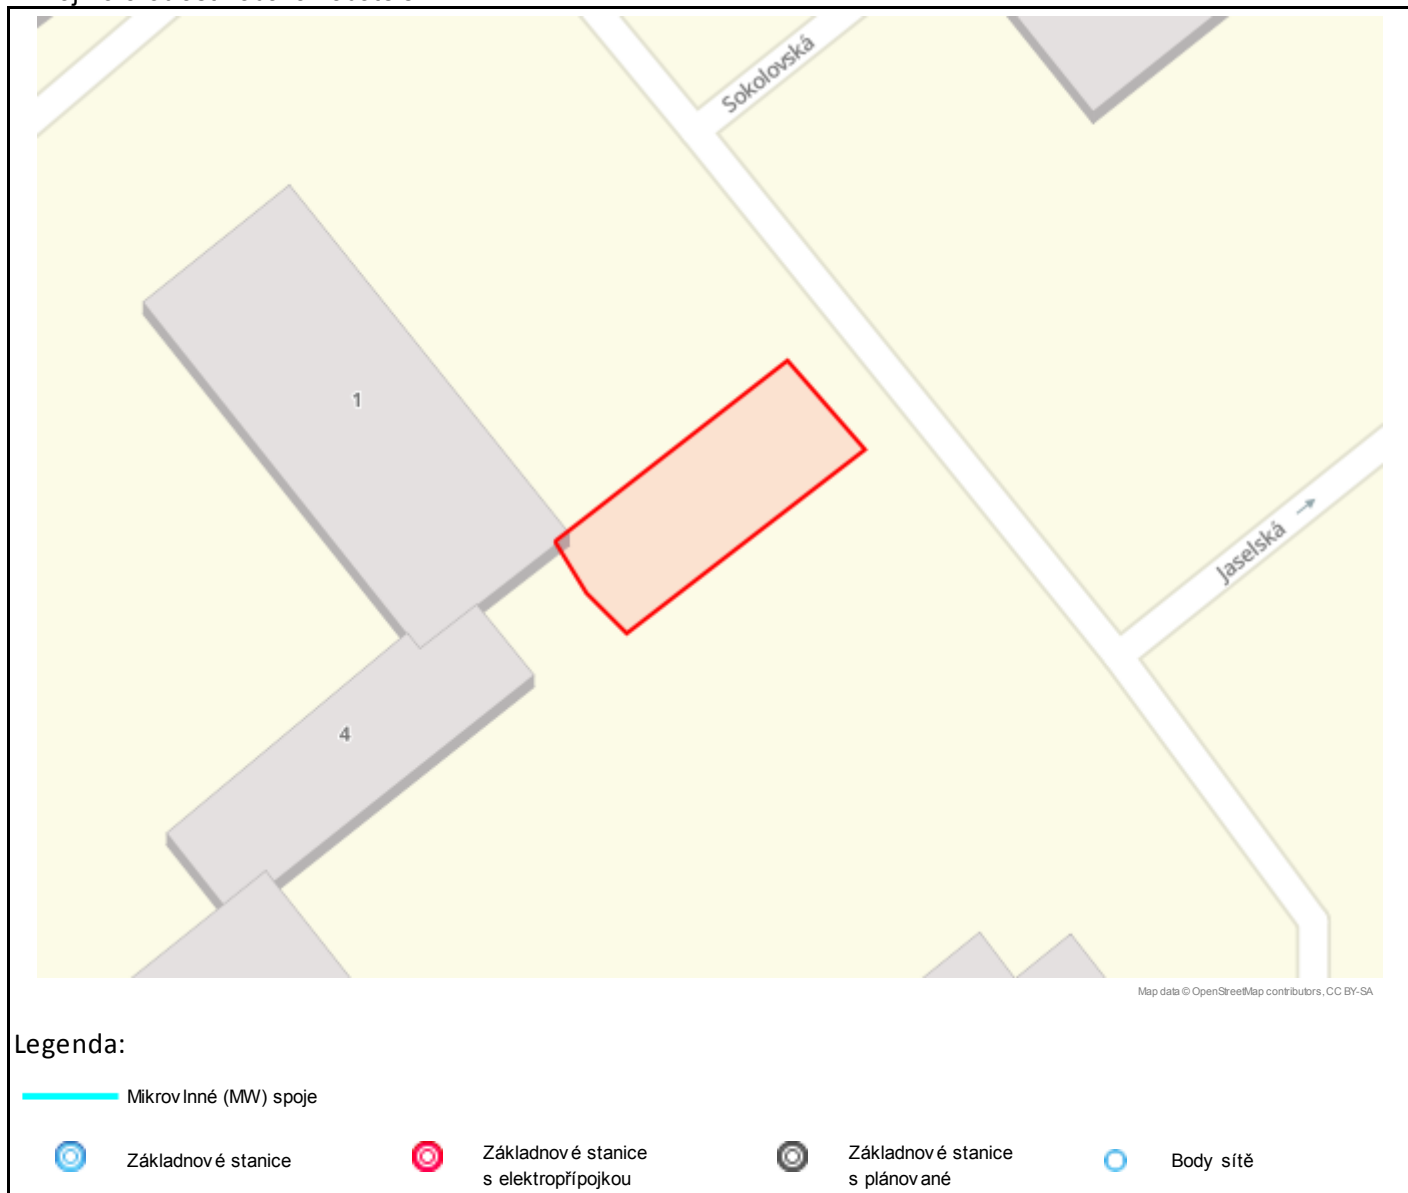 Sokolovská
1
Jaselská
4
Map data © OpenStreetMap contributors, CC BY-SA
Legenda:
Mikrovlnné (MW) spoje
Základnové stanice
Základnové stanice
s elektropřípojkou
Základnové stanice
s plánované
Body sítě